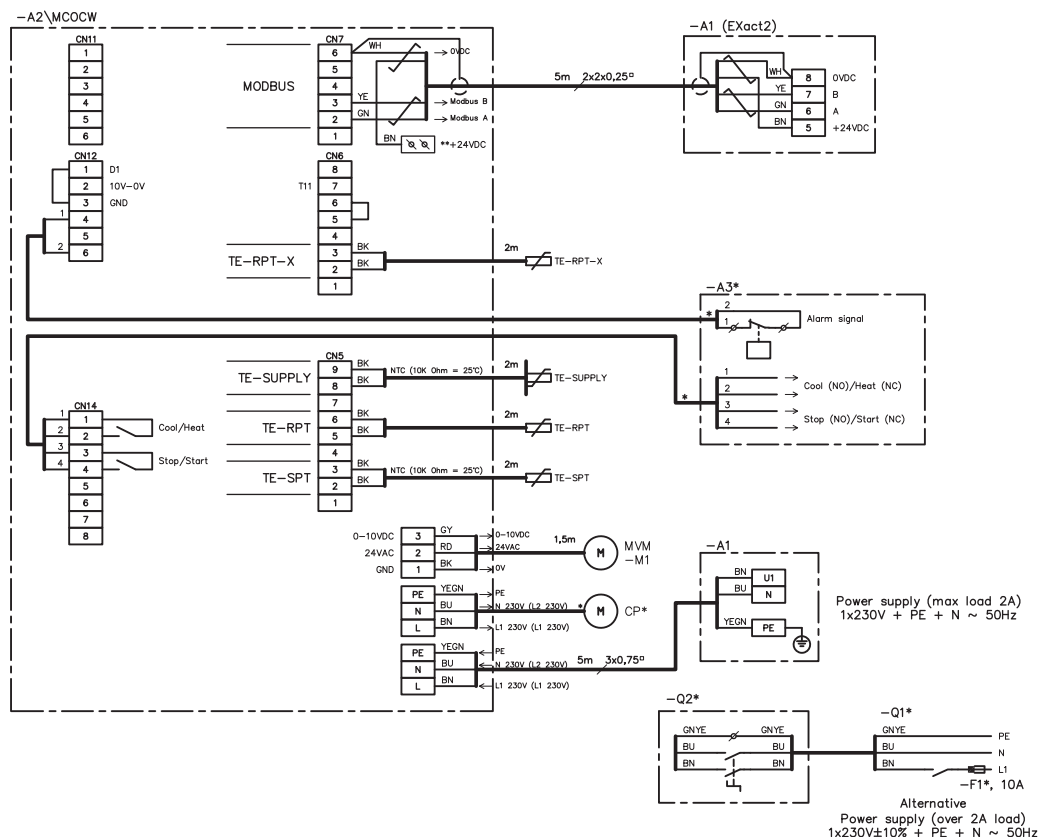 -A2\MCOCW
CN11
1
2
3
4
5
6
CN12
1 D1
2 10V-0V
3 GND
1 4
5
2 6
MODBUS
CN7
6 WH → 0VDC
5
4
3 YE → Modbus B
2 GN → Modbus A
1 BN **+24VDC
5m 2x2x0,25¤
-A1 (EXact2)
WH 8 0VDC
YE 7 B
GN 6 A
BN 5 +24VDC
CN6
8
T11 7
6
5
4
TE-RPT-X
3 BK
2 BK
1
2m
TE-RPT-X
-A3*
* 2
1 Alarm signal
1
2 → Cool (NO)/Heat (NC)
* 3
4 → Stop (NO)/Start (NC)
CN5
TE-SUPPLY
9 BK
8 BK
NTC (10K Ohm = 25℃) 2m
TE-SUPPLY
7
TE-RPT
6 BK
5 BK
2m
TE-RPT
4
TE-SPT
3 BK
2 BK
NTC (10K Ohm = 25℃) 2m
TE-SPT
1
CN14
1 1
2 2
Cool/Heat
3 3
4 4
Stop/Start
5
6
7
8
0-10VDC 3 GY 0-10VDC
24VAC 2 RD 24VAC
GND 1 BK 0V
1,5m
M
MVM
-M1
PE YEGN PE
N BU N 230V (L2 230V) *
L BN L1 230V (L1 230V)
M CP*
PE YEGN PE
N BU N 230V (L2 230V)
L BN L1 230V (L1 230V)
5m 3x0,75¤
-A1
BN U1
BU N
YEGN PE
Power supply (max load 2A)
1x230V + PE + N ~ 50Hz
-Q2*
GNYE GNYE
BU BU
BN BN
-Q1*
GNYE PE
BU N
BN L1
-F1*, 10A
Alternative
Power supply (over 2A load)
1x230V±10% + PE + N ~ 50Hz